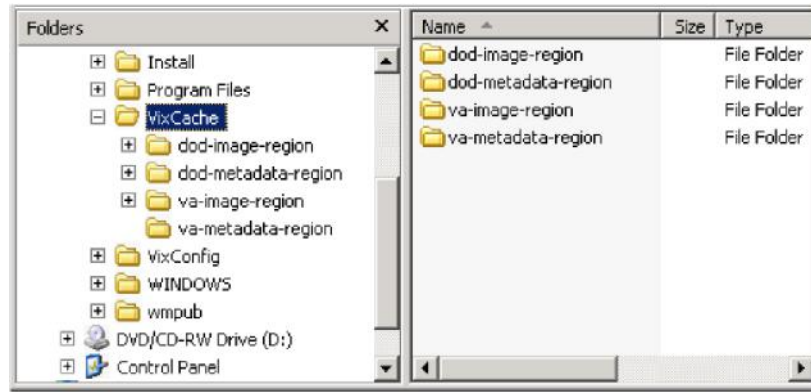 Folders
Install
Program Files
VixCache
dod-image-region
dod-metadata-region
va-image-region
va-metadata-region
VixConfig
WINDOWS
wmpub
DVD/CD-RW Drive (D:)
Control Panel
Name Size Type
dod-image-region File Folder
dod-metadata-region File Folder
va-image-region File Folder
va-metadata-region File Folder